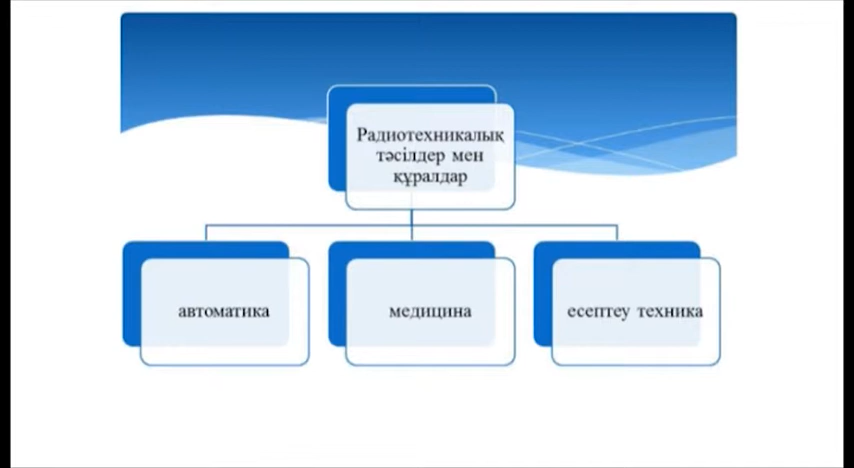 Радиотехникалық
тәсілдер мен
құралдар
автоматика
медицина
есептеу техника